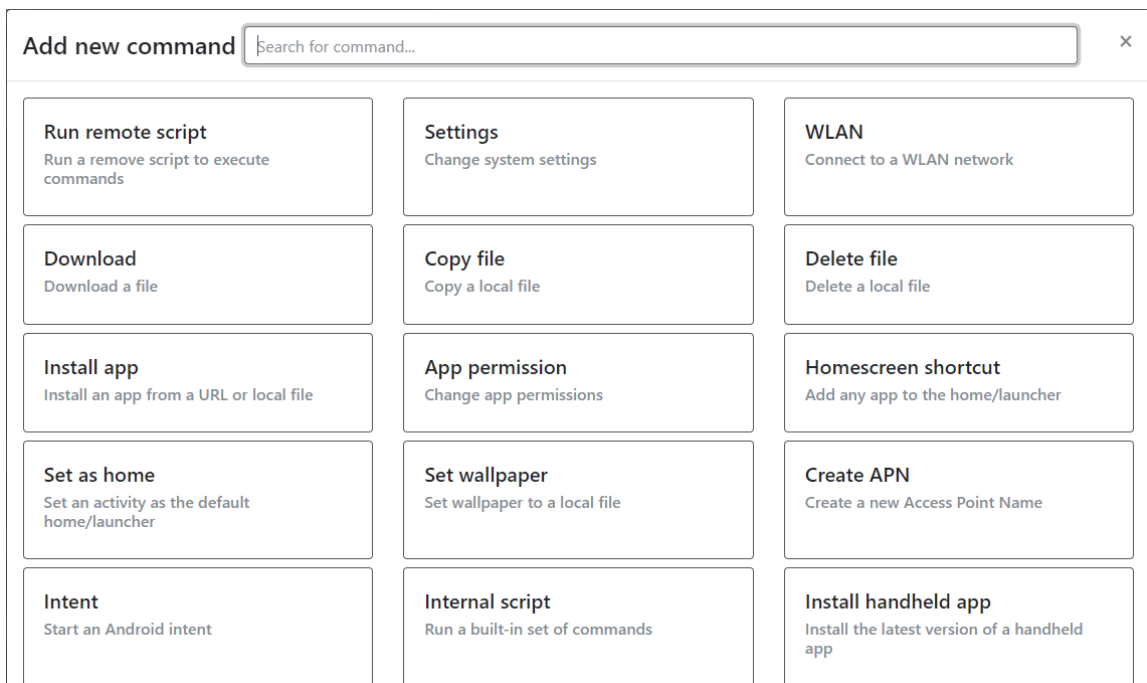 Add new command
Search for command...
×
Run remote script
Run a remove script to execute
commands
Settings
Change system settings
WLAN
Connect to a WLAN network
Download
Download a file
Copy file
Copy a local file
Delete file
Delete a local file
Install app
Install an app from a URL or local file
App permission
Change app permissions
Homescreen shortcut
Add any app to the home/launcher
Set as home
Set an activity as the default
home/launcher
Set wallpaper
Set wallpaper to a local file
Create APN
Create a new Access Point Name
Intent
Start an Android intent
Internal script
Run a built-in set of commands
Install handheld app
Install the latest version of a handheld
app